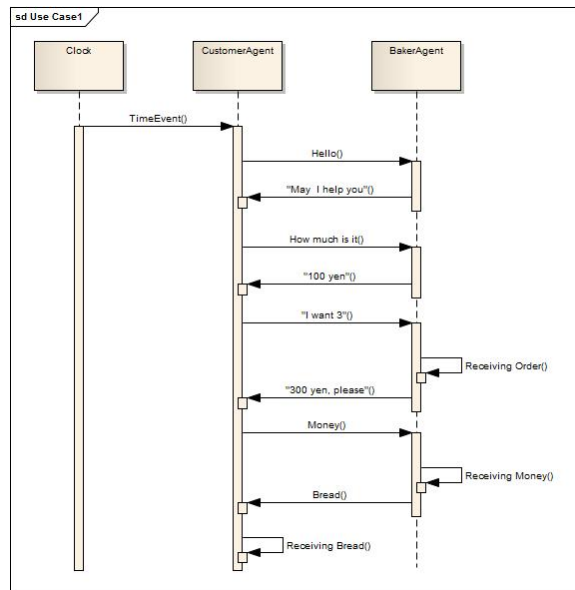 sd Use Case1
Clock
CustomerAgent
BakerAgent
TimeEvent()
Hello()
"May I help you"()
How much is it()
"100 yen"()
"I want 3"()
Receiving Order()
"300 yen, please"()
Money()
Receiving Money()
Bread()
Receiving Bread()